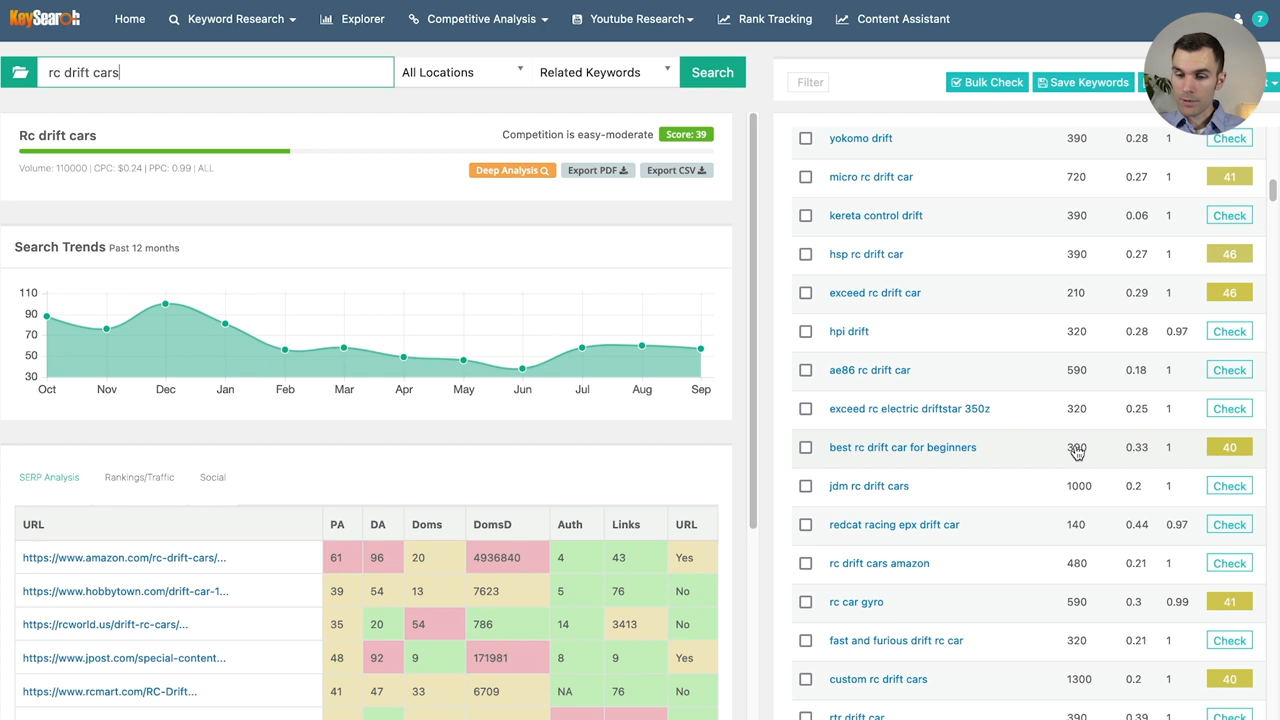 KeySearch Home Keyword Research Explorer Competitive Analysis Youtube Research Rank Tracking Content Assistant 7
rc drift cars All Locations Related Keywords Search
Filter Bulk Check Save Keywords
Rc drift cars Competition is easy-moderate Score: 39
Volume: 110000 | CPC: $0.24 | PPC: 0.99 | ALL Deep Analysis Export PDF Export CSV
Search Trends Past 12 months
110
90
70
50
30
Oct Nov Dec Jan Feb Mar Apr May Jun Jul Aug Sep
SERP Analysis Rankings/Traffic Social
URL PA DA Doms DomsD Auth Links URL
https://www.amazon.com/rc-drift-cars/... 61 96 20 4936840 4 43 Yes
https://www.hobbytown.com/drift-car-1... 39 54 13 7623 5 76 No
https://rcworld.us/drift-rc-cars/... 35 20 54 786 14 3413 No
https://www.jpost.com/special-content... 48 92 9 171981 8 9 Yes
https://www.rcmart.com/RC-Drift... 41 47 33 6709 NA 76 No
yokomo drift 390 0.28 1 Check
micro rc drift car 720 0.27 1 41
kereta control drift 390 0.06 1 Check
hsp rc drift car 390 0.27 1 46
exceed rc drift car 210 0.29 1 46
hpi drift 320 0.28 0.97 Check
ae86 rc drift car 590 0.18 1 Check
exceed rc electric driftstar 350z 320 0.25 1 Check
best rc drift car for beginners 390 0.33 1 40
jdm rc drift cars 1000 0.2 1 Check
redcat racing epx drift car 140 0.44 0.97 Check
rc drift cars amazon 480 0.21 1 Check
rc car gyro 590 0.3 0.99 41
fast and furious drift rc car 320 0.21 1 Check
custom rc drift cars 1300 0.2 1 40
rtr drift car 390 0.39 1 Check